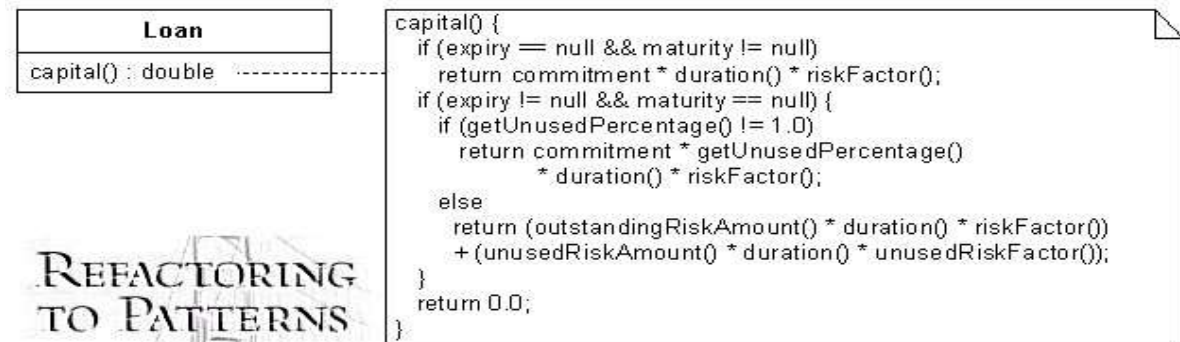 Loan
capital() : double
capital() {
if (expiry == null && maturity != null)
return commitment * duration() * riskFactor();
if (expiry != null && maturity == null) {
if (getUnusedPercentage() != 1.0)
return commitment * getUnusedPercentage()
* duration() * riskFactor();
else
return (outstandingRiskAmount() * duration() * riskFactor())
+ (unusedRiskAmount() * duration() * unusedRiskFactor());
}
return 0.0;
}
REFACTORING
TO PATTERNS